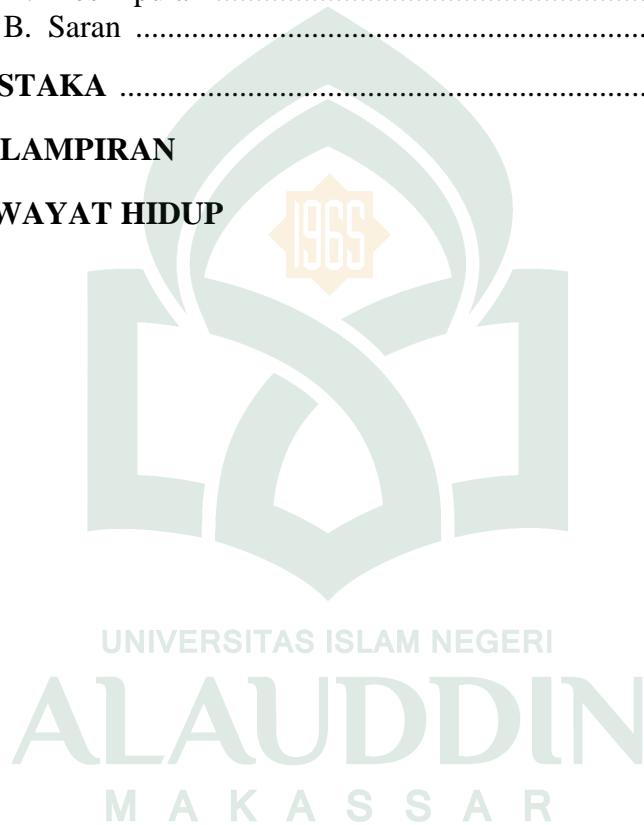 B. Saran ................................................................
STAKA ..................................................................
LAMPIRAN
WAYAT HIDUP
1965
UNIVERSITAS ISLAM NEGERI
ALAUDDIN
M A K A S S A R